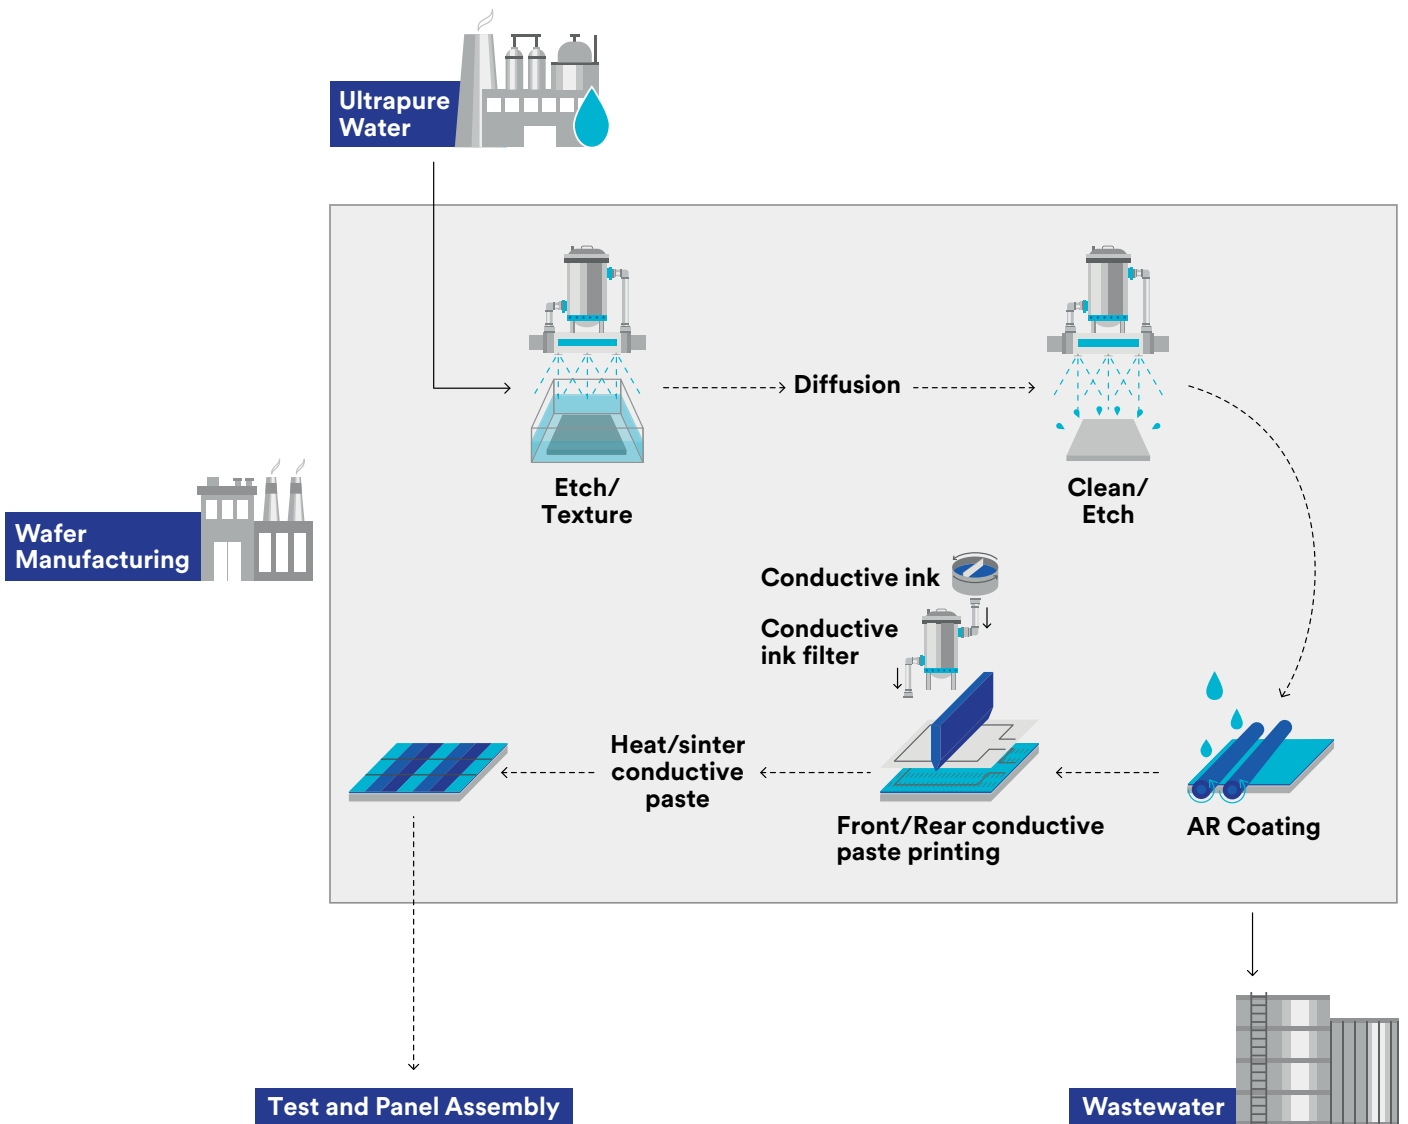 Ultrapure
Water
Diffusion
Etch/
Texture
Clean/
Etch
Wafer
Manufacturing
Conductive ink
Conductive
ink filter
Heat/sinter
conductive
paste
Front/Rear conductive
paste printing
AR Coating
Test and Panel Assembly
Wastewater